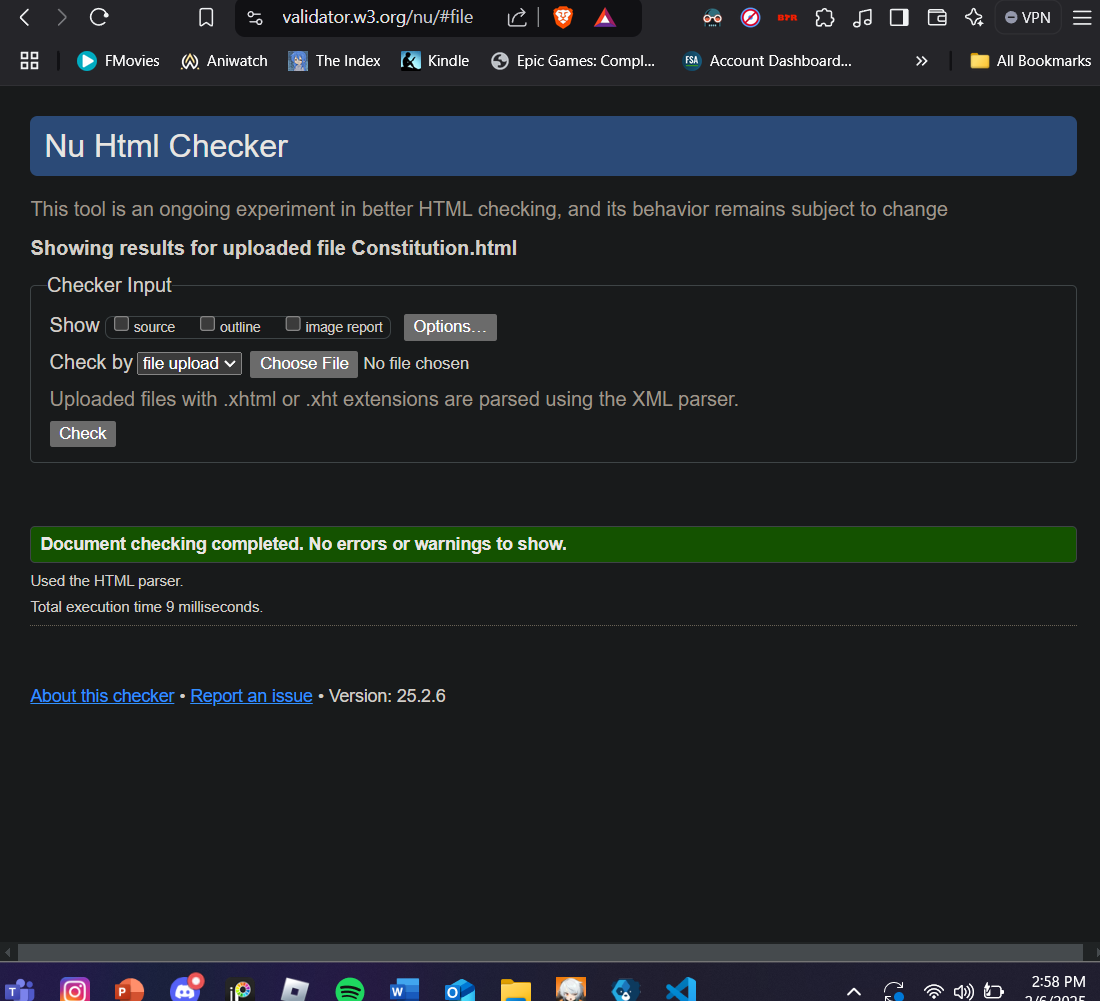 validator.w3.org/nu/#file
VPN
FMovies
Aniwatch
The Index
Kindle
Epic Games: Compl...
FSA
Account Dashboard...
All Bookmarks
Nu Html Checker
This tool is an ongoing experiment in better HTML checking, and its behavior remains subject to change
Showing results for uploaded file Constitution.html
Checker Input
Show source outline image report Options...
Check by file upload Choose File No file chosen
Uploaded files with .xhtml or .xht extensions are parsed using the XML parser.
Check
Document checking completed. No errors or warnings to show.
Used the HTML parser.
Total execution time 9 milliseconds.
About this checker • Report an issue • Version: 25.2.6
2:58 PM
2/6/2025